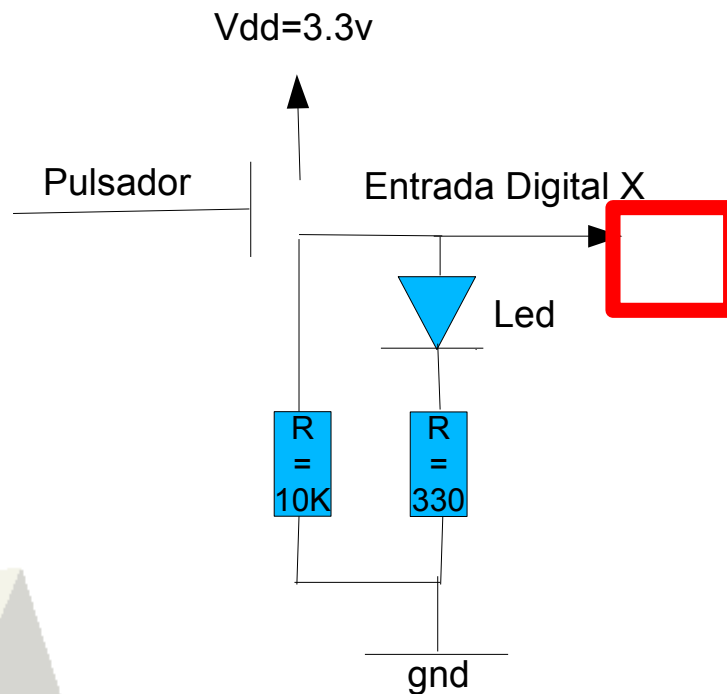 Vdd=3.3v
Pulsador
Entrada Digital X
Led
R
=
10K
R
=
330
gnd